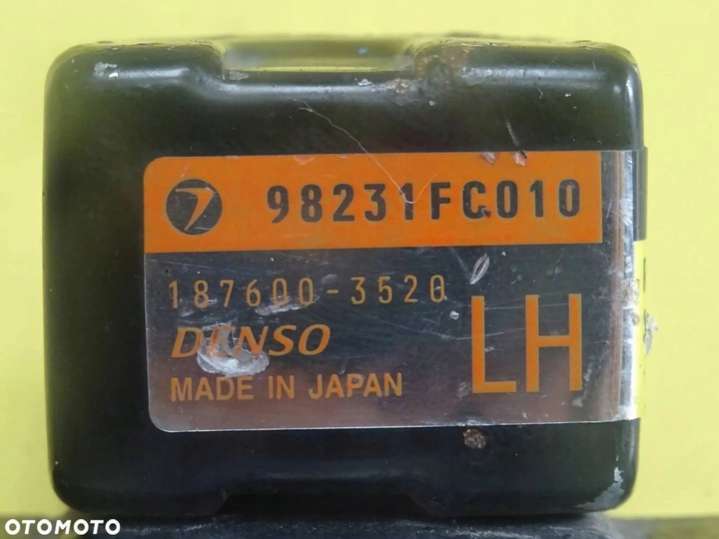 98231FC010
187600-3520
DENSO
LH
MADE IN JAPAN
OTOMOTO